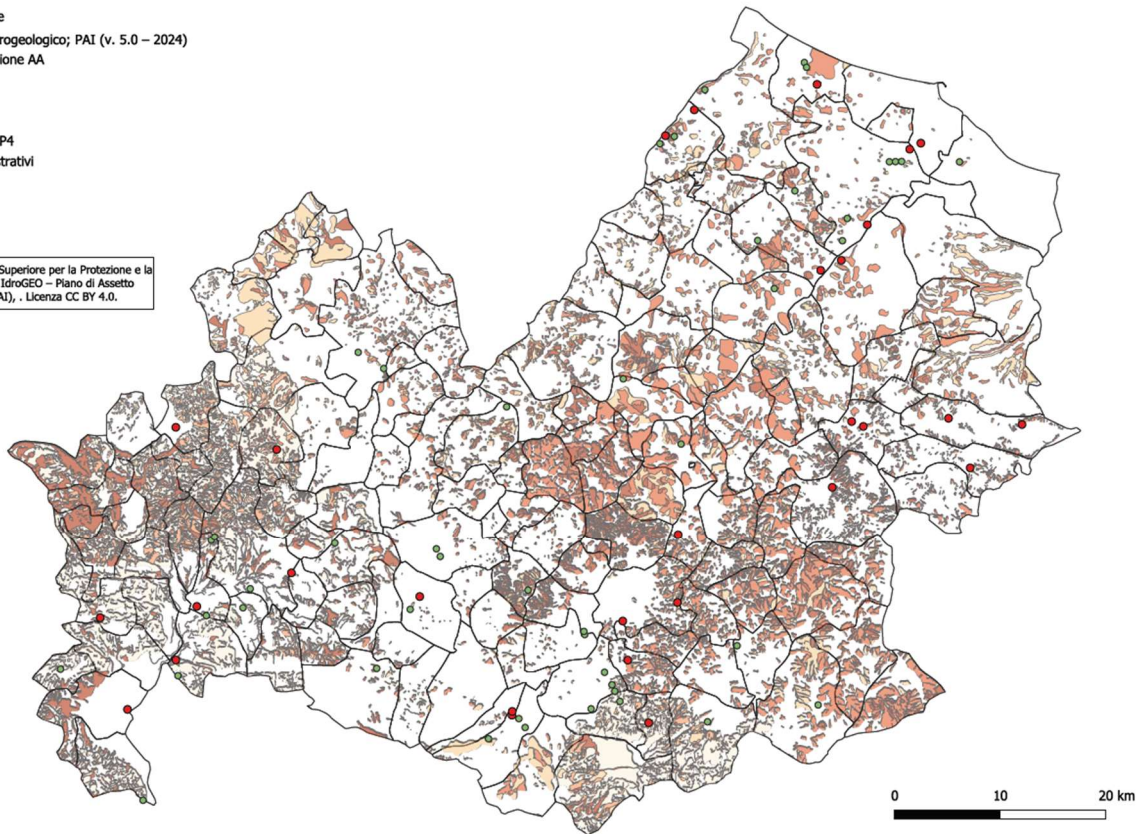 e
rogeologico; PAI (v. 5.0 – 2024)
ione AA
P4
strativi
Superiore per la Protezione e la
IdroGEO – Piano di Assetto
AI), . Licenza CC BY 4.0.
0 10 20 km